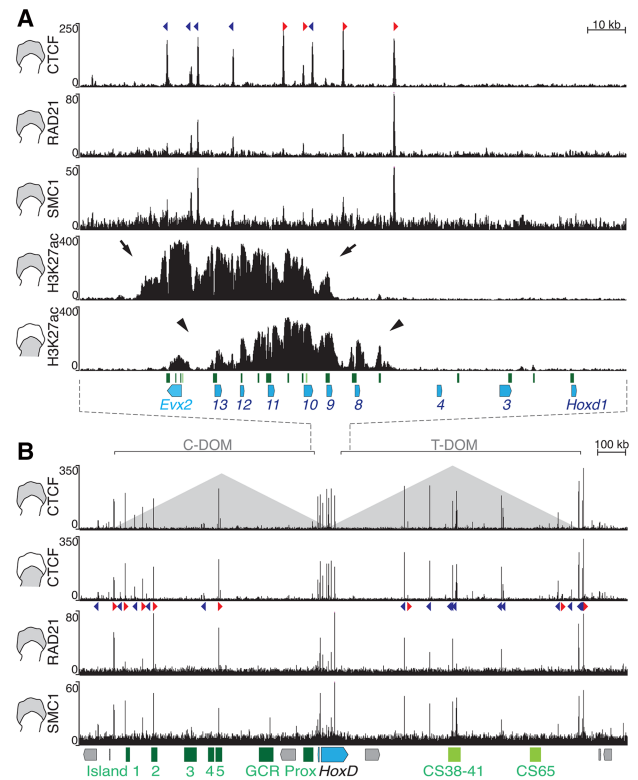 A
10 kb
250
CTCF
0
80
RAD21
0
50
SMC1
0
400
H3K27ac
0
400
H3K27ac
0
Evx2 13 12 11 10 9 8 4 3 Hoxd1
B
100 kb
C-DOM T-DOM
350
CTCF
0
350
CTCF
0
80
RAD21
0
60
SMC1
0
Island 1 2 3 4 5 GCR Prox HoxD CS38-41 CS65